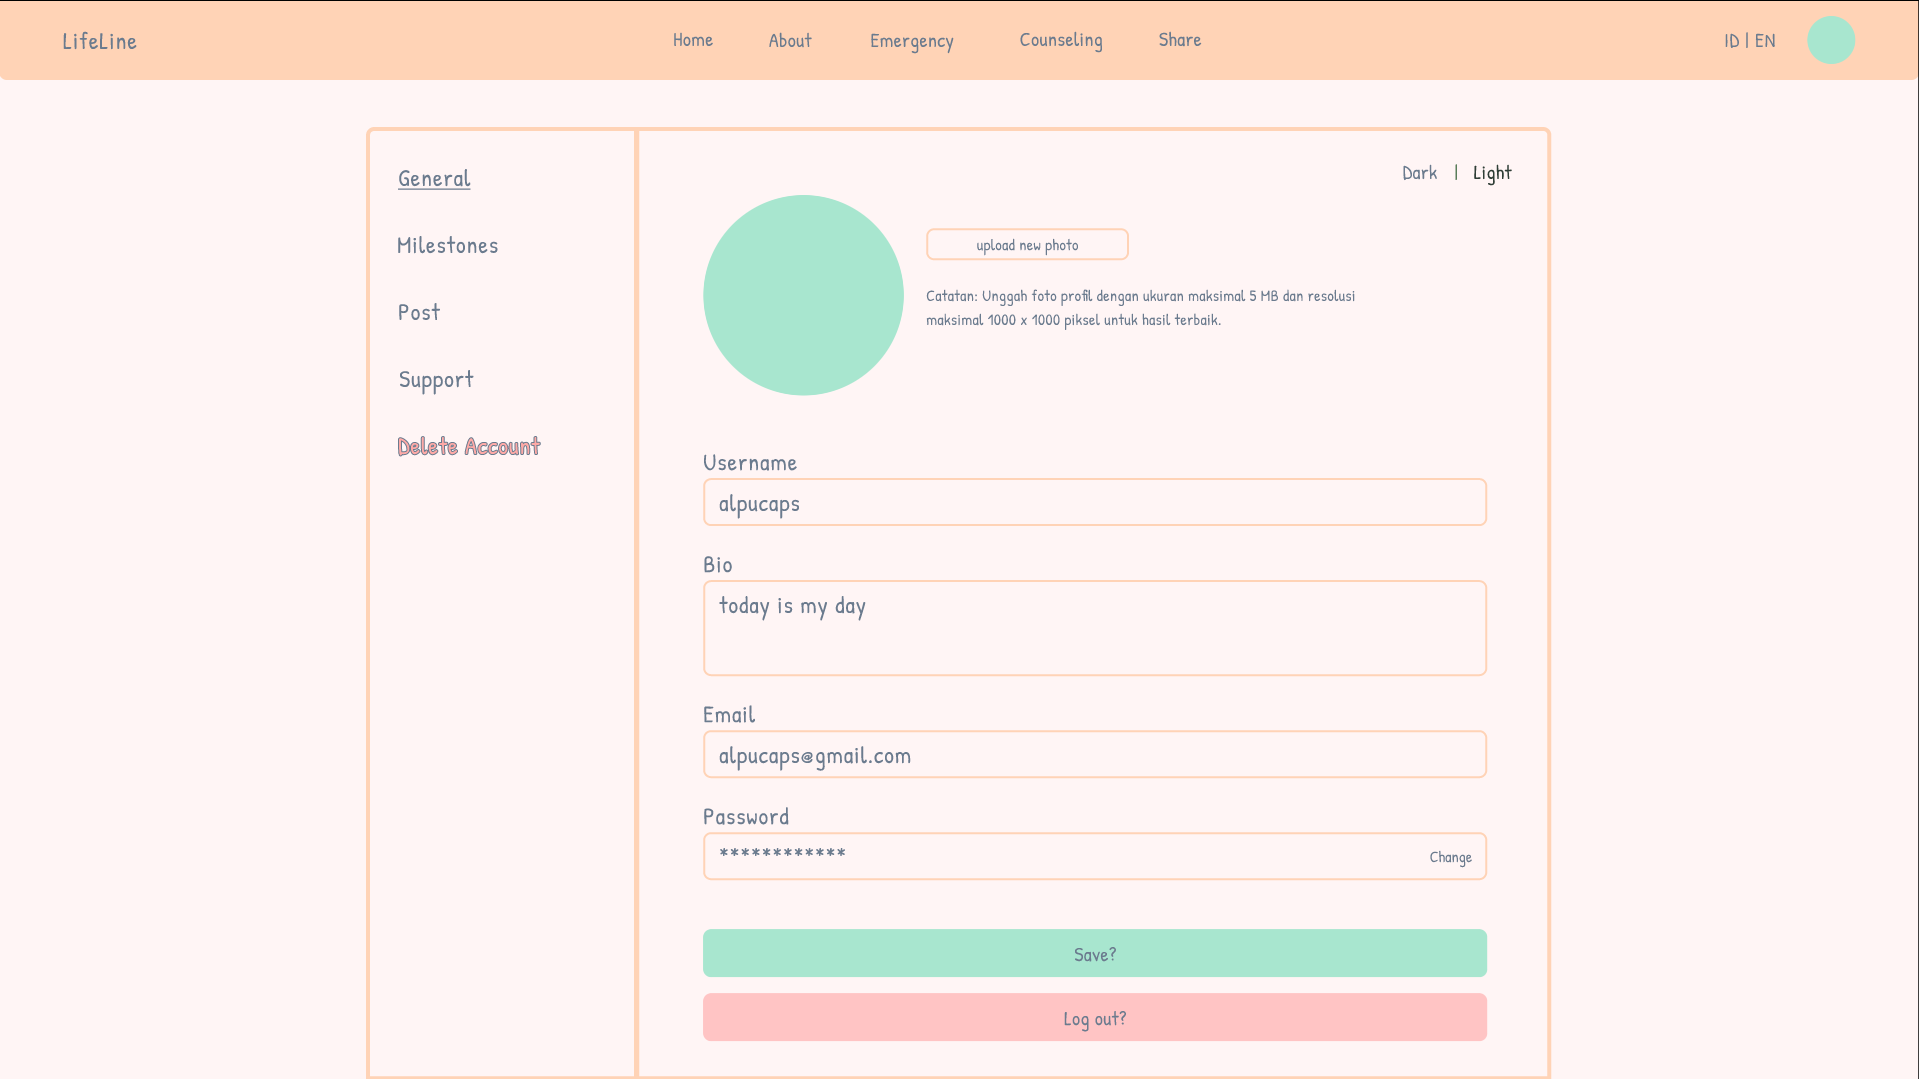 LifeLine
Home
About
Emergency
Counseling
Share
ID | EN
General
Milestones
Post
Support
Delete Account
Dark | Light
upload new photo
Catatan: Unggah foto profil dengan ukuran maksimal 5 MB dan resolusi
maksimal 1000 x 1000 piksel untuk hasil terbaik.
Username
alpucaps
Bio
today is my day
Email
alpucaps@gmail.com
Password
************
Change
Save?
Log out?